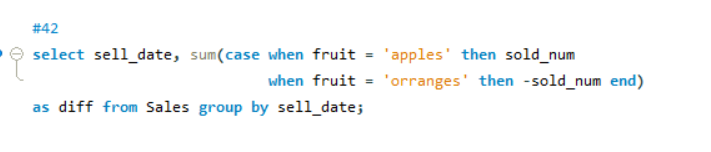 #42
select sell_date, sum(case when fruit = 'apples' then sold_num
when fruit = 'orranges' then -sold_num end)
as diff from Sales group by sell_date;